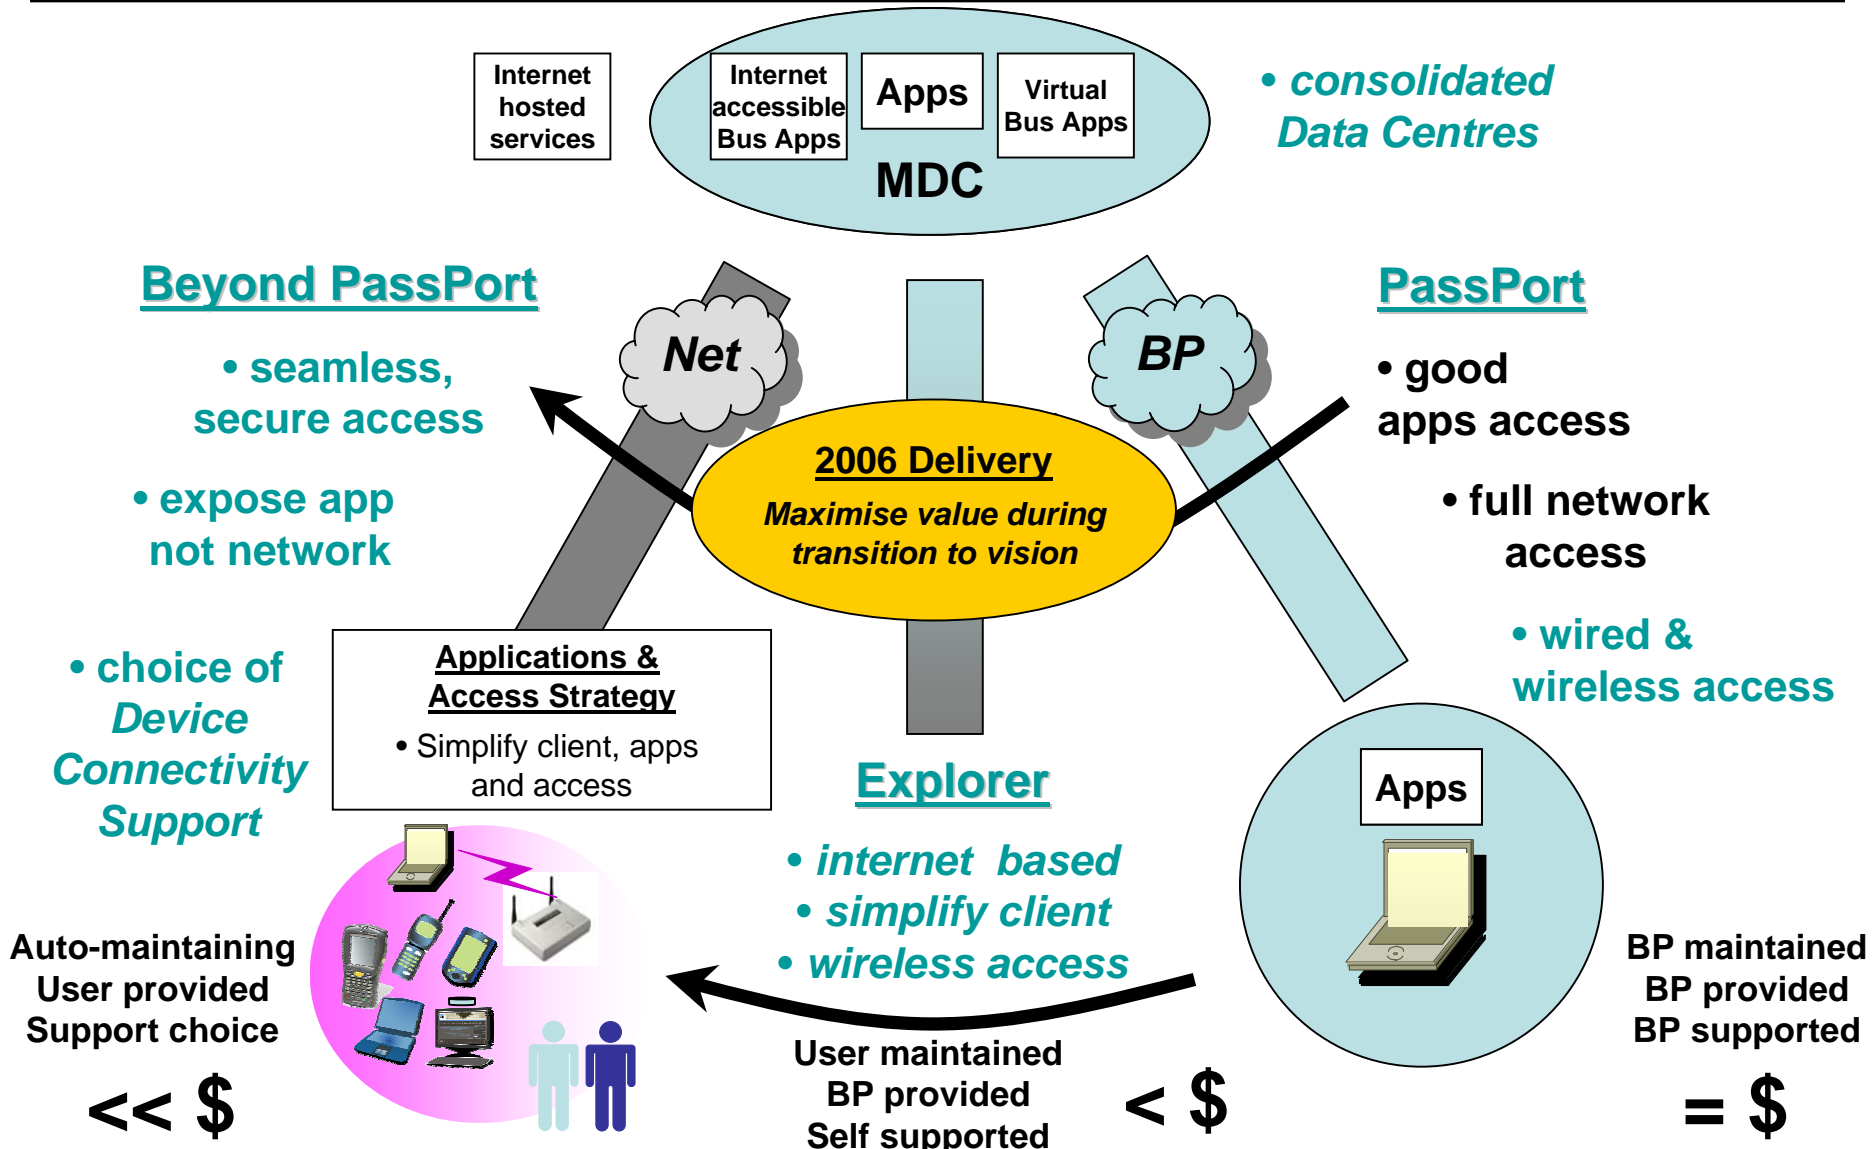 Internet
hosted
services
Internet
accessible
Bus Apps
Apps
Virtual
Bus Apps
MDC
• consolidated
Data Centres
Beyond PassPort
• seamless,
secure access
• expose app
not network
• choice of
Device
Connectivity
Support
Net
BP
PassPort
• good
apps access
• full network
access
• wired &
wireless access
2006 Delivery
Maximise value during
transition to vision
Applications &
Access Strategy
• Simplify client, apps
and access
Explorer
• internet based
• simplify client
• wireless access
Apps
Auto-maintaining
User provided
Support choice
<< $
User maintained
BP provided
Self supported
< $
BP maintained
BP provided
BP supported
= $